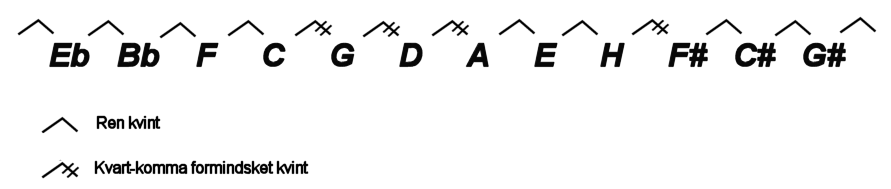 Eb Bb F C G D A E H F# C# G#
Ren kvint
Kvart-komma formindsket kvint